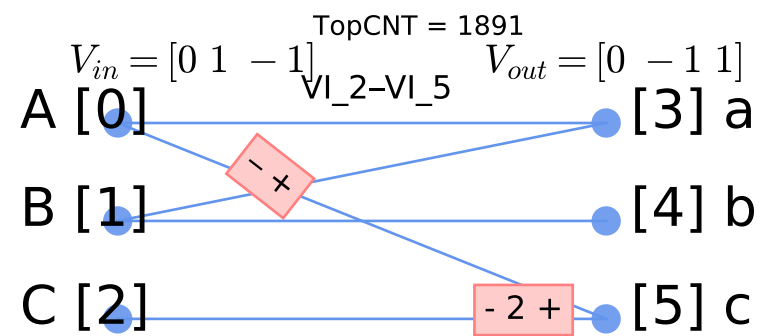 TopCNT = 1891
V_in = [0 1 −1]
V_out = [0 −1 1]
VI_2–VI_5
A [0]
[3] a
- +
B [1]
[4] b
C [2]
- 2 +
[5] c